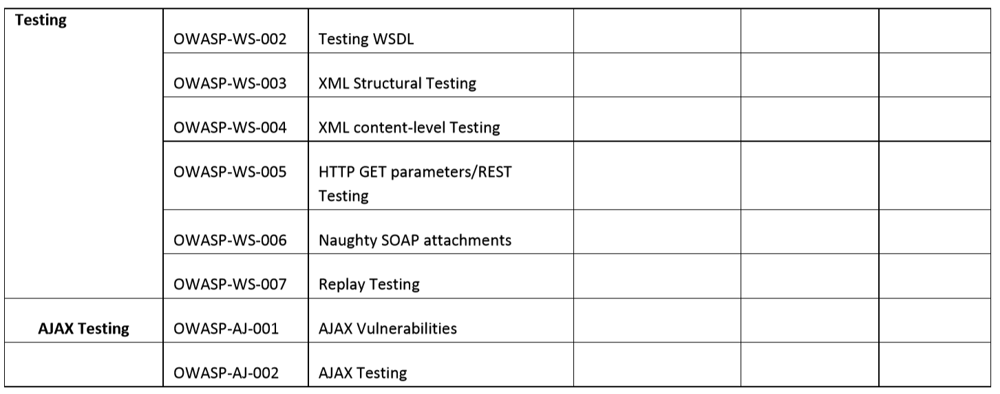 Testing
OWASP-WS-002 Testing WSDL
OWASP-WS-003 XML Structural Testing
OWASP-WS-004 XML content-level Testing
OWASP-WS-005 HTTP GET parameters/REST
Testing
OWASP-WS-006 Naughty SOAP attachments
OWASP-WS-007 Replay Testing
AJAX Testing OWASP-AJ-001 AJAX Vulnerabilities
OWASP-AJ-002 AJAX Testing